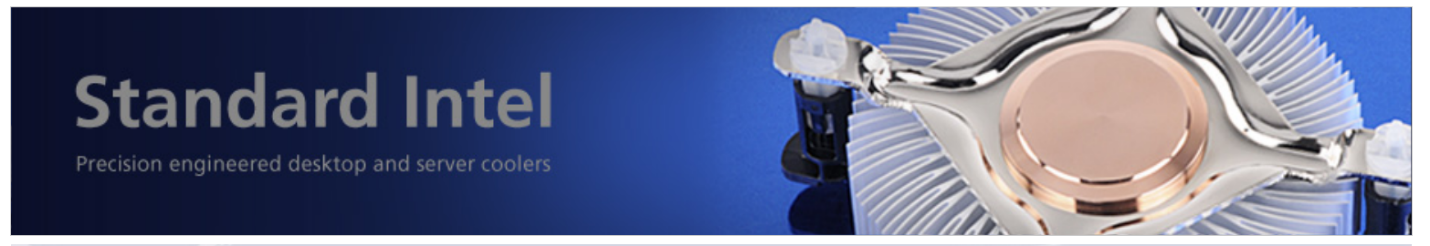 Standard Intel
Precision engineered desktop and server coolers